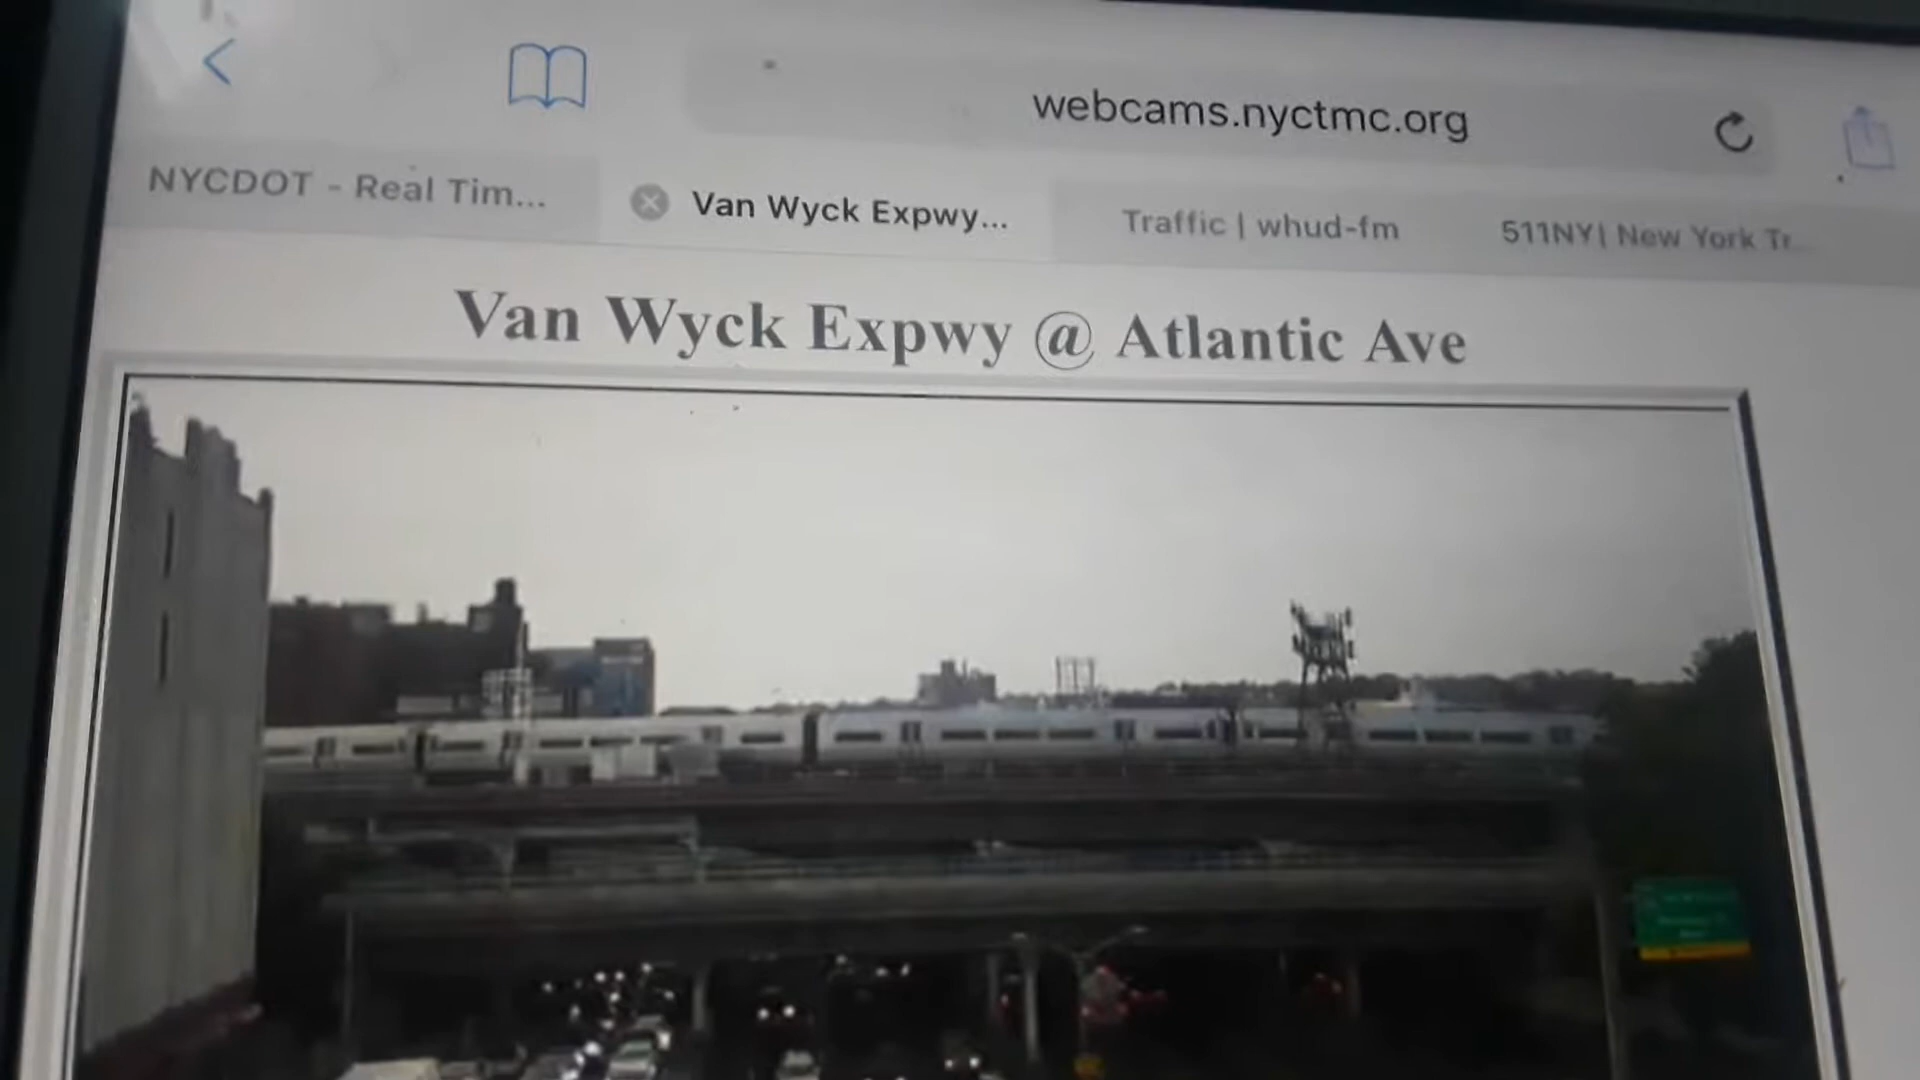 webcams.nyctmc.org
NYCDOT - Real Tim...
Van Wyck Expwy...
Traffic | whud-fm
511NY| New York Tr...
Van Wyck Expwy @ Atlantic Ave